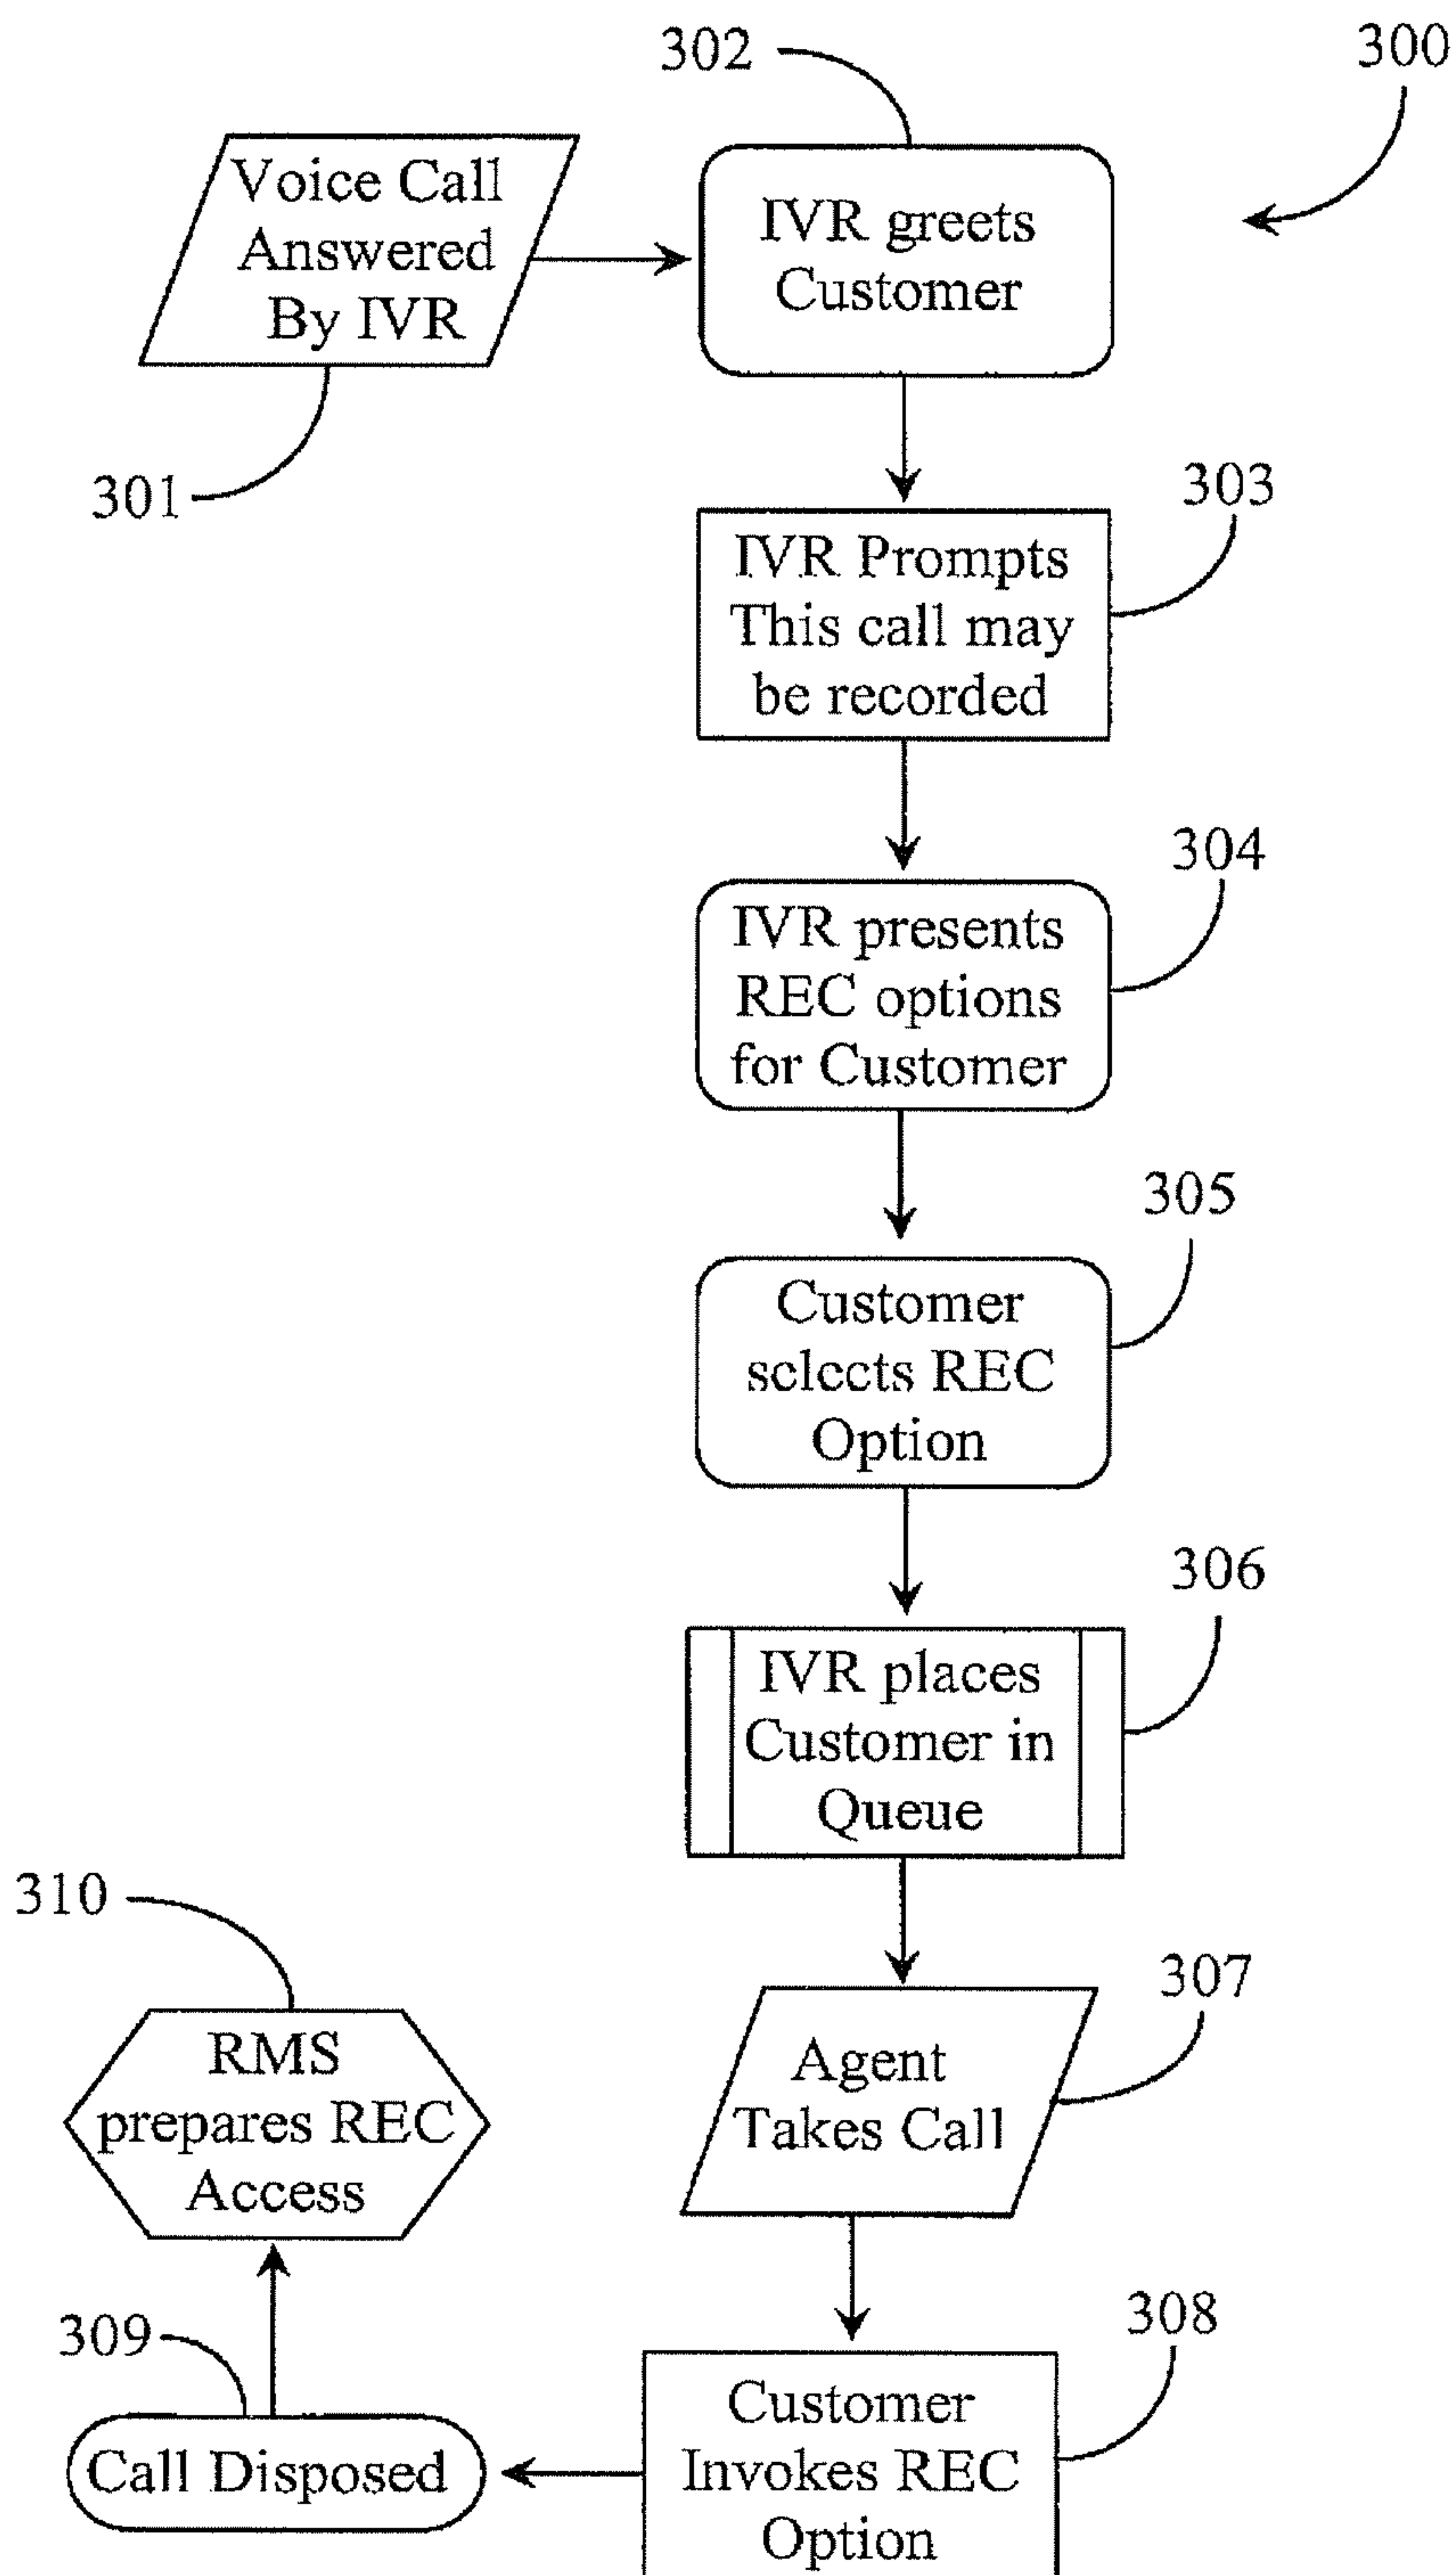 302
300
Voice Call
Answered
By IVR
IVR greets
Customer
301
303
IVR Prompts
This call may
be recorded
304
IVR presents
REC options
for Customer
305
Customer
selects REC
Option
306
IVR places
Customer in
Queue
310
307
RMS
prepares REC
Access
Agent
Takes Call
309
308
Call Disposed
Customer
Invokes REC
Option